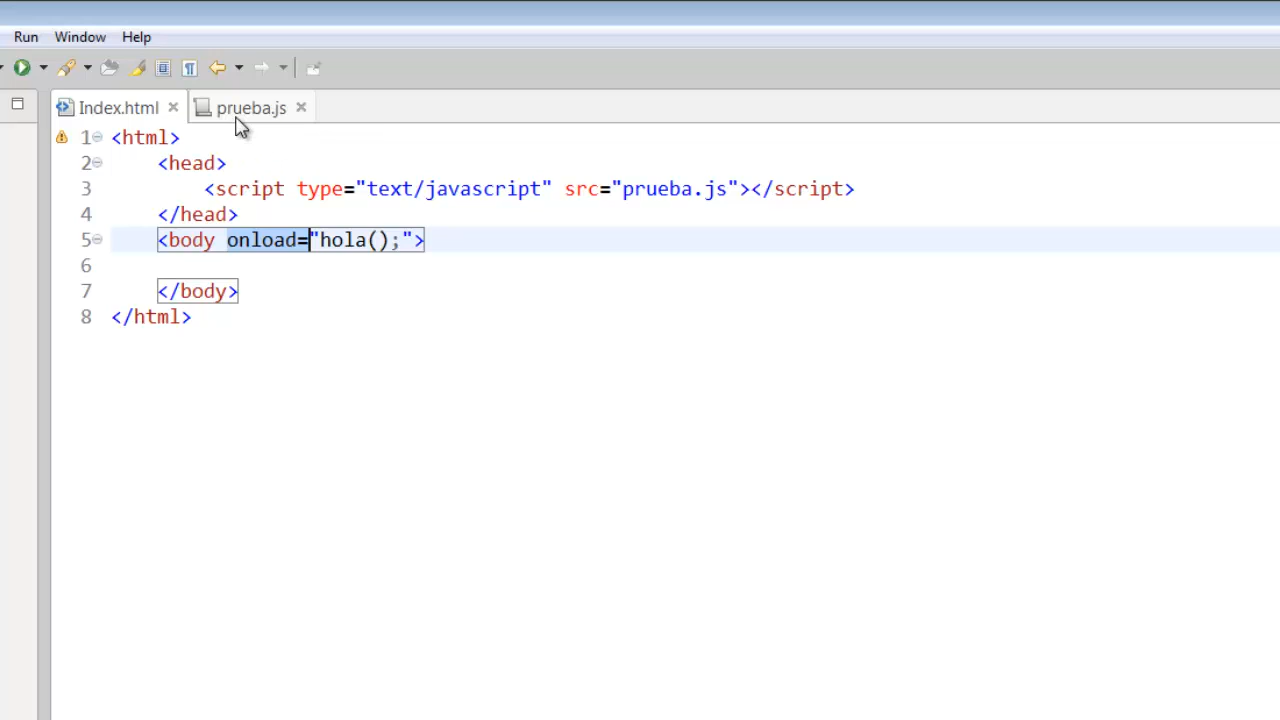 Run Window Help
Index.html prueba.js
1 <html>
2 <head>
3 <script type="text/javascript" src="prueba.js"></script>
4 </head>
5 <body onload="hola();">
6
7 </body>
8 </html>